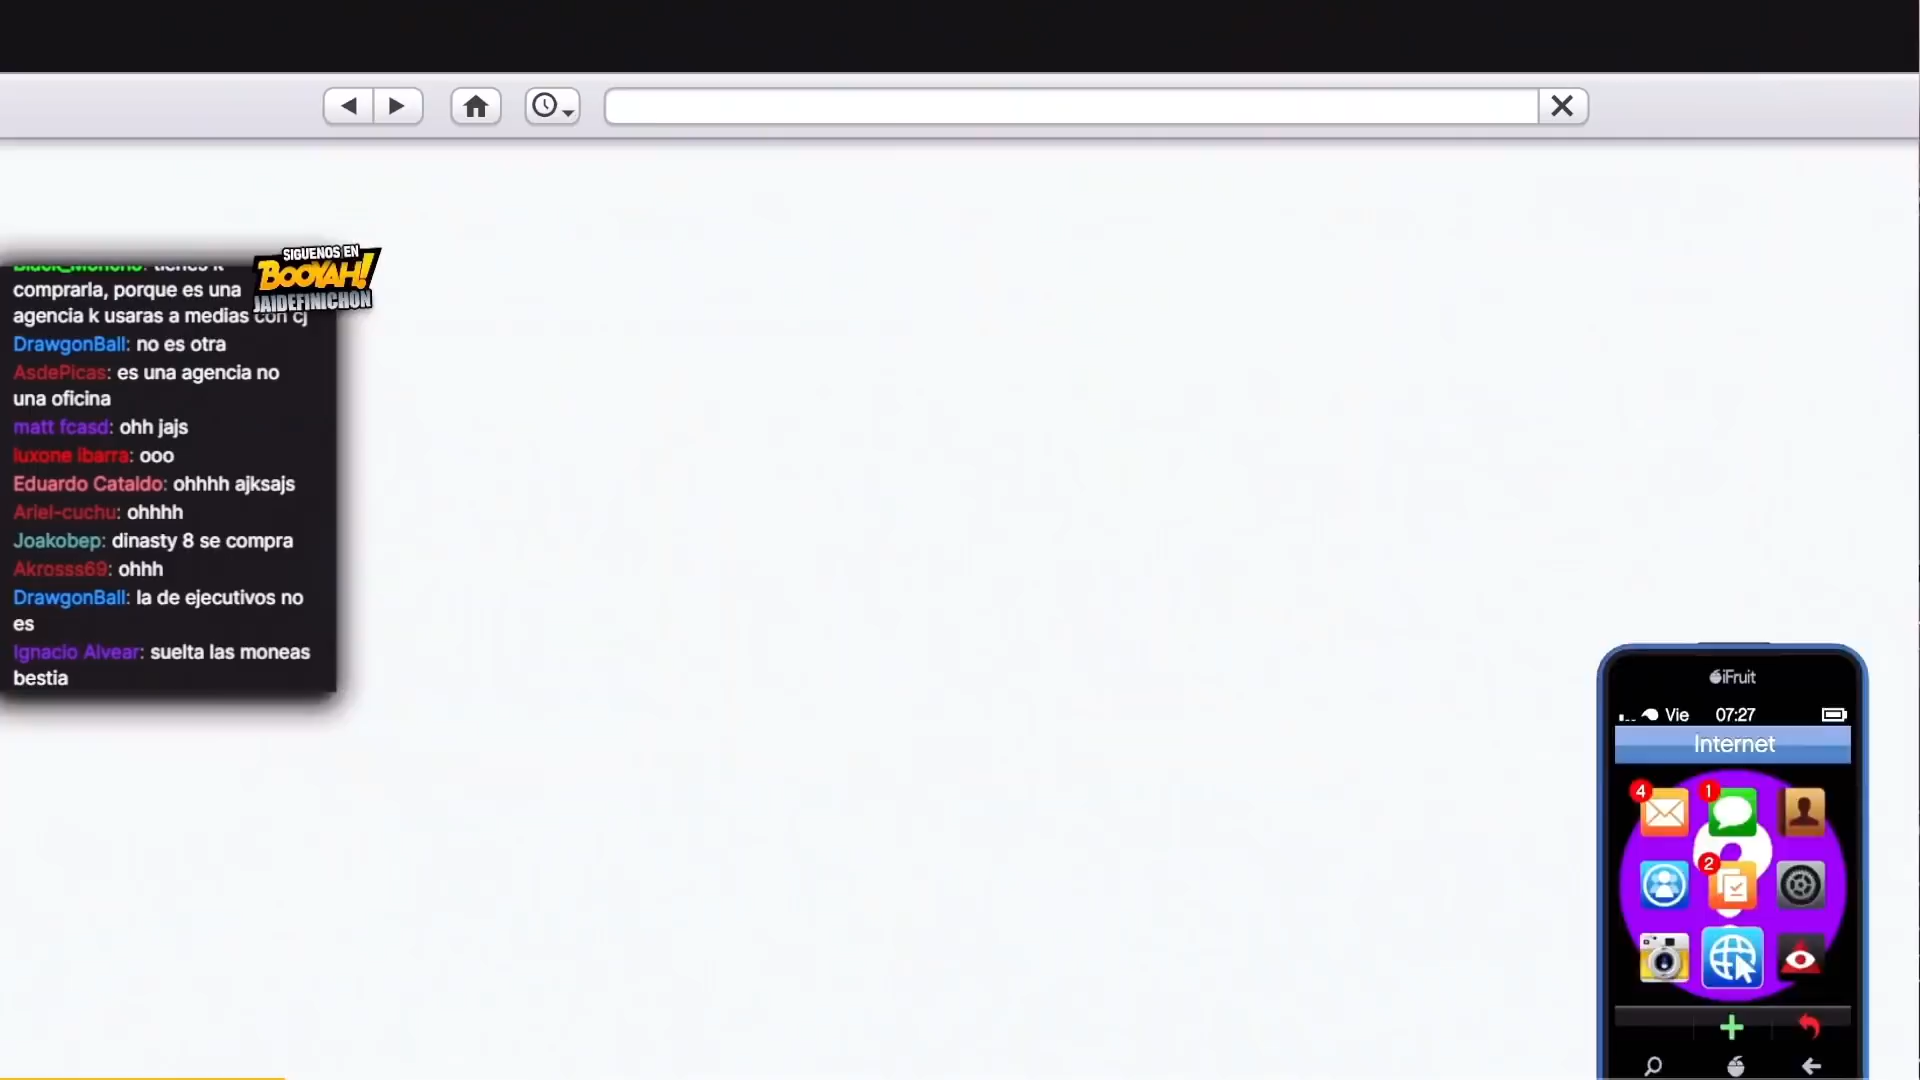 SIGUENOS EN
BOOYAH!
JAIDEFINICHON
Black_Monono: tienes k
comprarla, porque es una
agencia k usaras a medias con cj
DrawgonBall: no es otra
AsdePicas: es una agencia no
una oficina
matt fcasd: ohh jajs
luxone ibarra: ooo
Eduardo Cataldo: ohhhh ajksajs
Ariel-cuchu: ohhhh
Joakobep: dinasty 8 se compra
Akrosss69: ohhh
DrawgonBall: la de ejecutivos no
es
Ignacio Alvear: suelta las moneas
bestia
iFruit
Vie 07:27
Internet
4 1
2